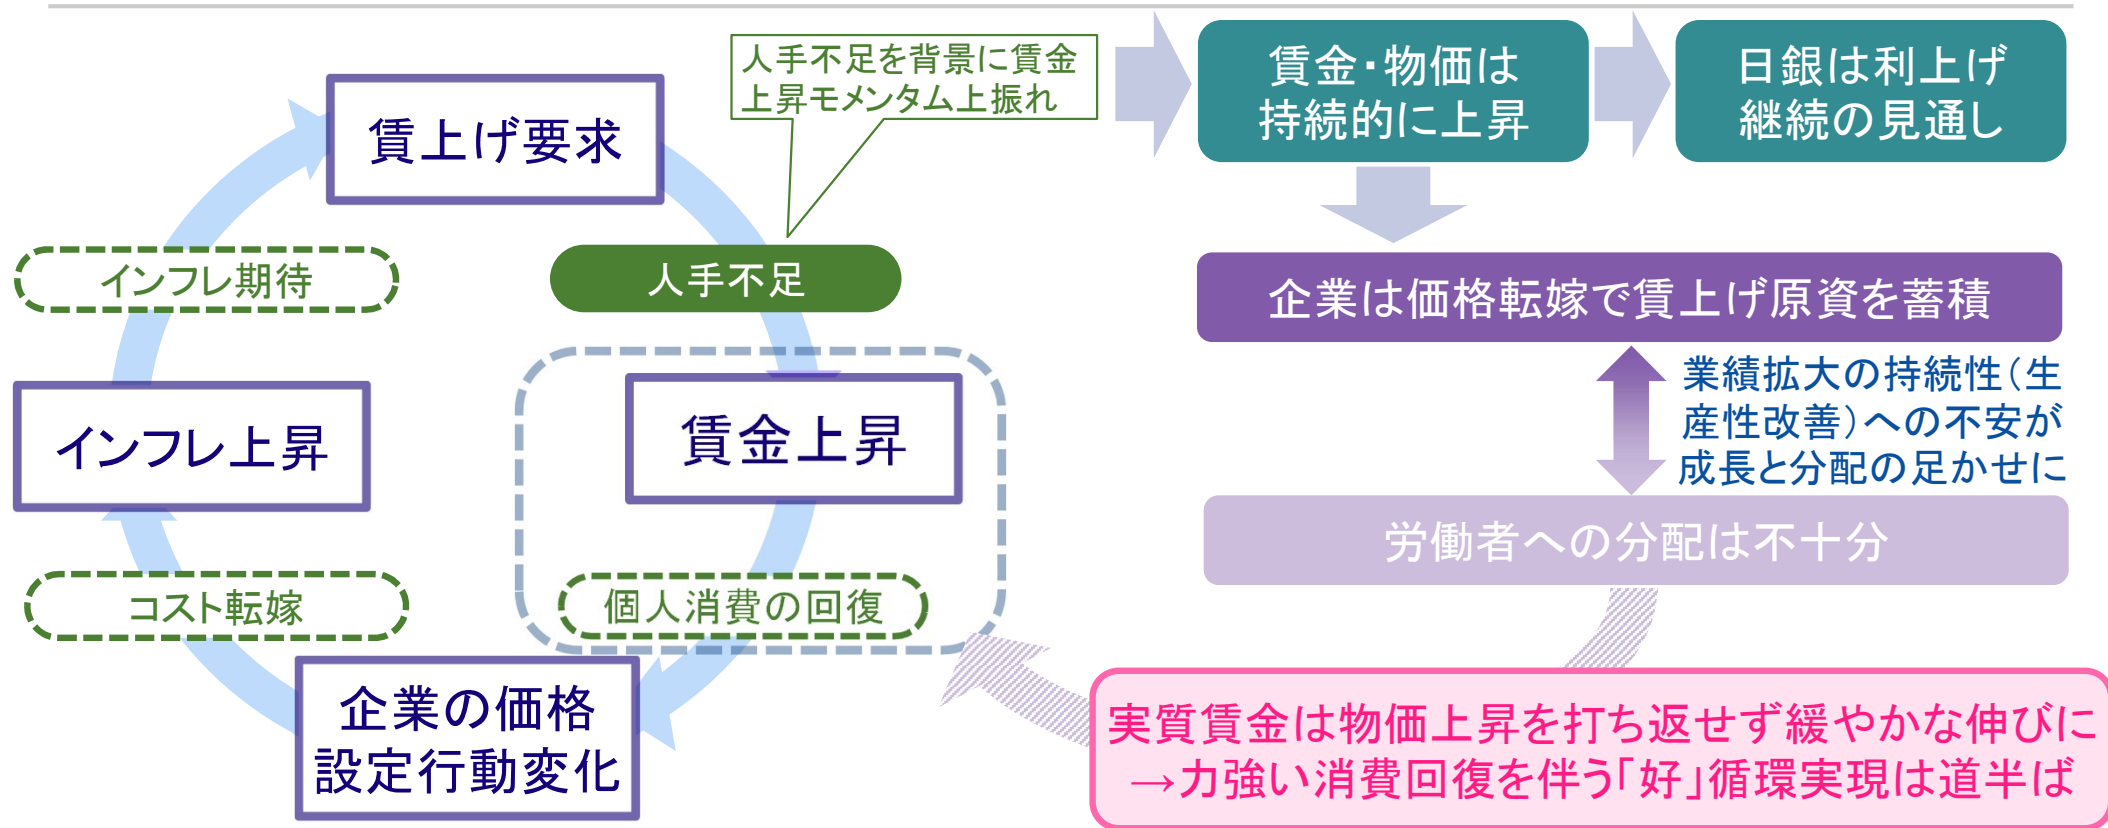 人手不足を背景に賃金
上昇モメンタム上振れ
賃上げ要求
インフレ期待
人手不足
インフレ上昇
賃金上昇
コスト転嫁
個人消費の回復
企業の価格
設定行動変化
賃金・物価は
持続的に上昇
日銀は利上げ
継続の見通し
企業は価格転嫁で賃上げ原資を蓄積
業績拡大の持続性(生
産性改善)への不安が
成長と分配の足かせに
労働者への分配は不十分
実質賃金は物価上昇を打ち返せず緩やかな伸びに
→力強い消費回復を伴う「好」循環実現は道半ば